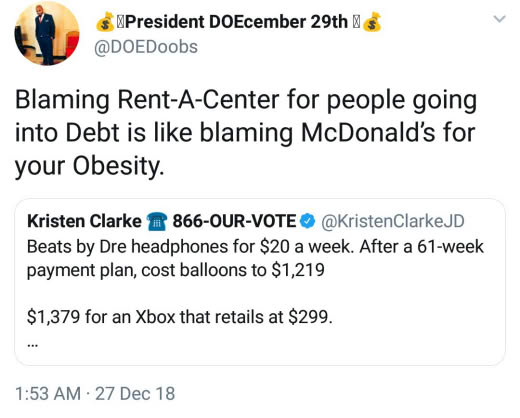 💰President DOEcember 29th 💰
@DOEDoobs
Blaming Rent-A-Center for people going
into Debt is like blaming McDonald's for
your Obesity.
Kristen Clarke ☎ 866-OUR-VOTE @KristenClarkeJD
Beats by Dre headphones for $20 a week. After a 61-week
payment plan, cost balloons to $1,219
$1,379 for an Xbox that retails at $299.
...
1:53 AM · 27 Dec 18